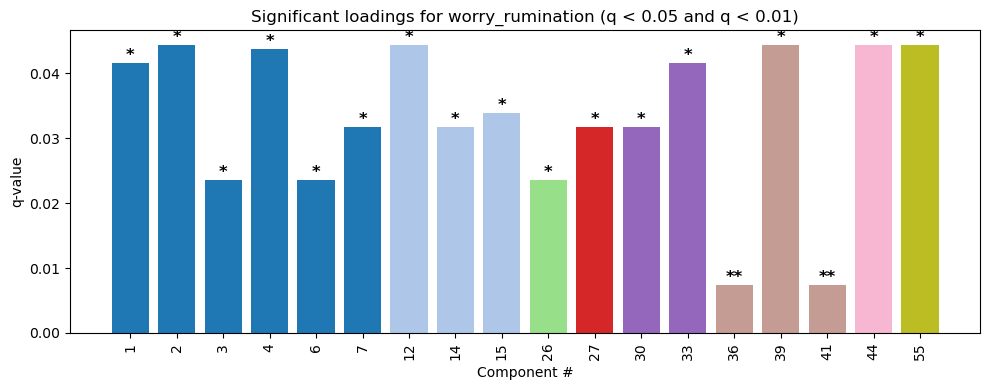 Significant loadings for worry_rumination (q < 0.05 and q < 0.01)
* * * * * * * * * * * * * ** * ** * *
q-value
0.04
0.03
0.02
0.01
0.00
1 2 3 4 6 7 12 14 15 26 27 30 33 36 39 41 44 55
Component #